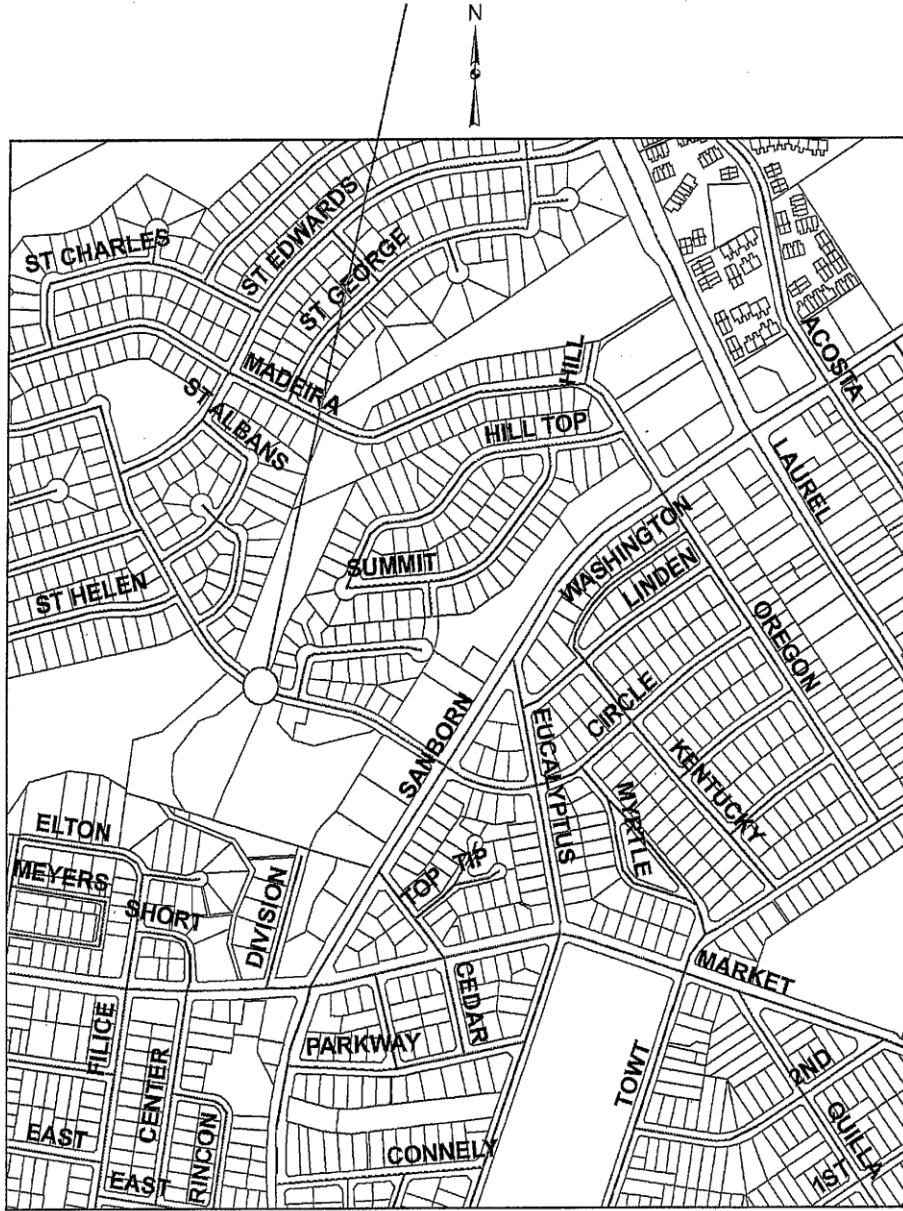 N
ST CHARLES
ST EDWARDS
ST GEORGE
MADEIRA
ST ALBANS
HILL
HILL TOP
ACOSTA
LAUREL
SUMMIT
WASHINGTON
LINDEN
ST HELEN
OREGON
CIRCLE
SANBORN
EUCALYPTUS
KENTUCKY
MYRTLE
ELTON
MEYERS
SHORT
DIVISION
TOP
TIP
CEDAR
MARKET
FILICE
CENTER
PARKWAY
TOWT
2ND
QUILLA
EAST
RINCON
CONNELY
EAST
1ST